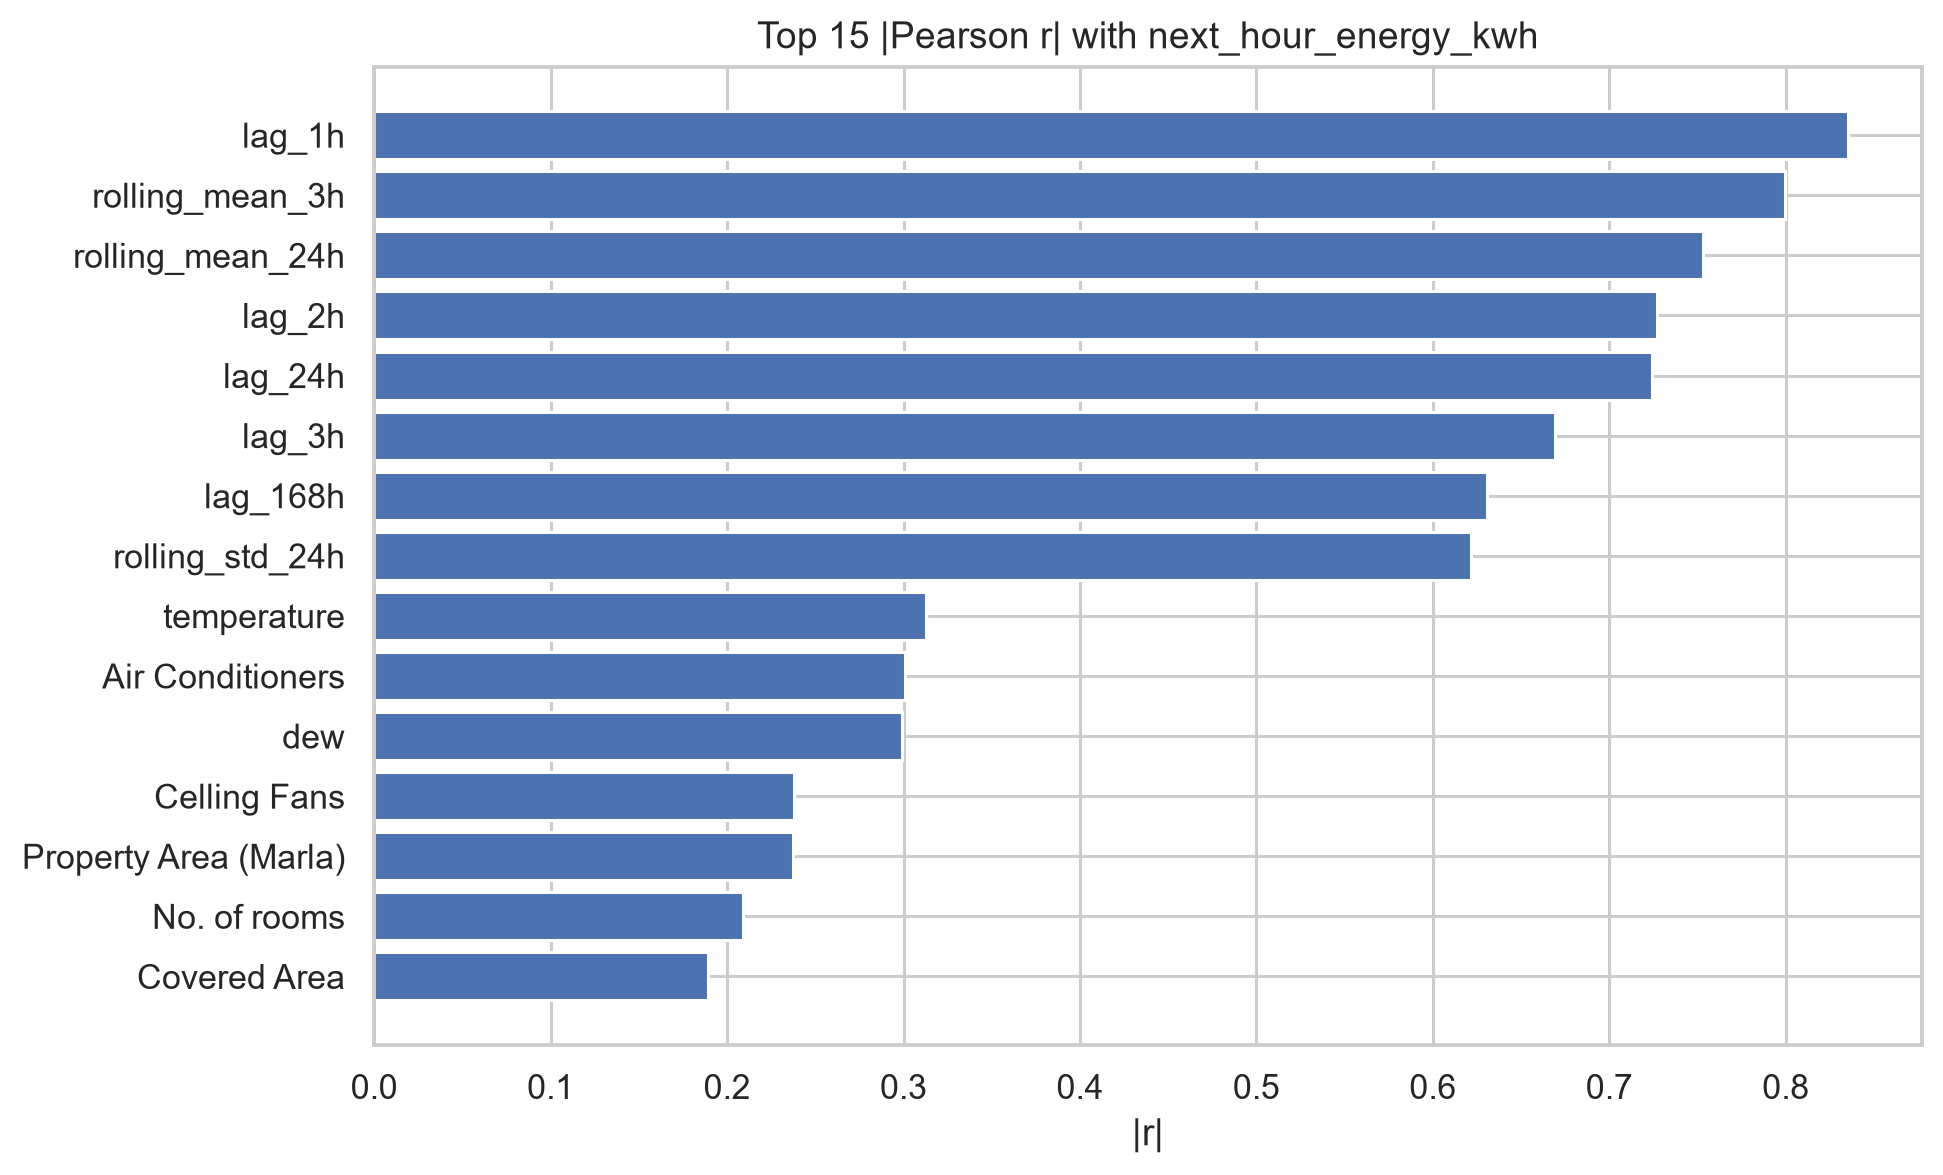 Top 15 |Pearson r| with next_hour_energy_kwh
lag_1h
rolling_mean_3h
rolling_mean_24h
lag_2h
lag_24h
lag_3h
lag_168h
rolling_std_24h
temperature
Air Conditioners
dew
Celling Fans
Property Area (Marla)
No. of rooms
Covered Area
0.0 0.1 0.2 0.3 0.4 0.5 0.6 0.7 0.8
|r|